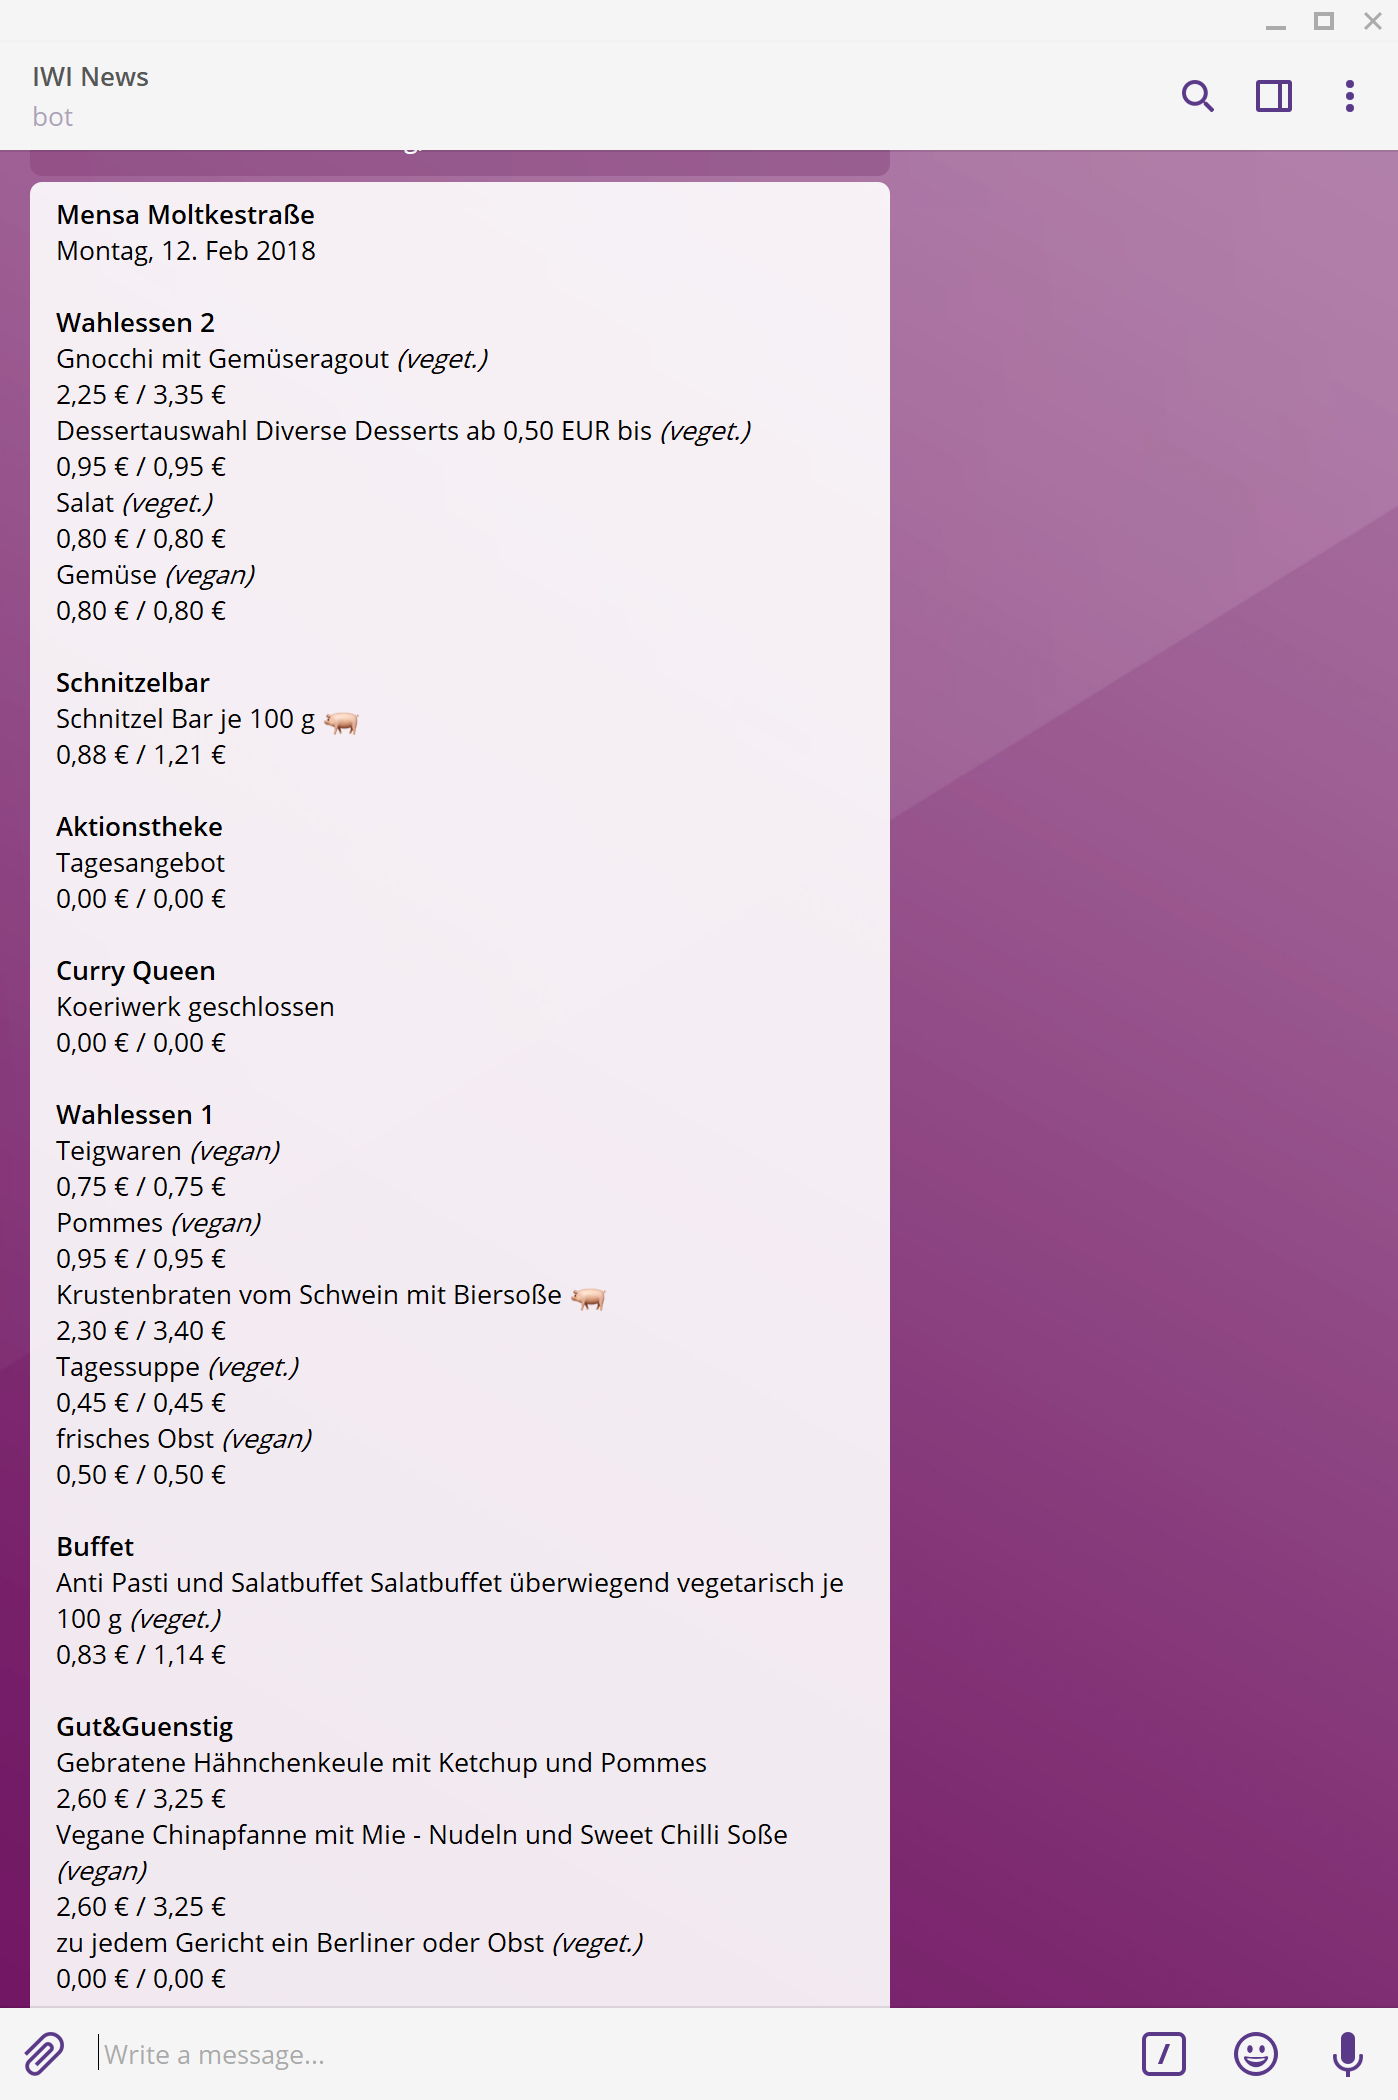 IWI News
bot
Mensa Moltkestraße
Montag, 12. Feb 2018
Wahlessen 2
Gnocchi mit Gemüseragout (veget.)
2,25 € / 3,35 €
Dessertauswahl Diverse Desserts ab 0,50 EUR bis (veget.)
0,95 € / 0,95 €
Salat (veget.)
0,80 € / 0,80 €
Gemüse (vegan)
0,80 € / 0,80 €
Schnitzelbar
Schnitzel Bar je 100 g
0,88 € / 1,21 €
Aktionstheke
Tagesangebot
0,00 € / 0,00 €
Curry Queen
Koeriwerk geschlossen
0,00 € / 0,00 €
Wahlessen 1
Teigwaren (vegan)
0,75 € / 0,75 €
Pommes (vegan)
0,95 € / 0,95 €
Krustenbraten vom Schwein mit Biersoße
2,30 € / 3,40 €
Tagessuppe (veget.)
0,45 € / 0,45 €
frisches Obst (vegan)
0,50 € / 0,50 €
Buffet
Anti Pasti und Salatbuffet Salatbuffet überwiegend vegetarisch je
100 g (veget.)
0,83 € / 1,14 €
Gut&Guenstig
Gebratene Hähnchenkeule mit Ketchup und Pommes
2,60 € / 3,25 €
Vegane Chinapfanne mit Mie - Nudeln und Sweet Chilli Soße
(vegan)
2,60 € / 3,25 €
zu jedem Gericht ein Berliner oder Obst (veget.)
0,00 € / 0,00 €
Write a message...